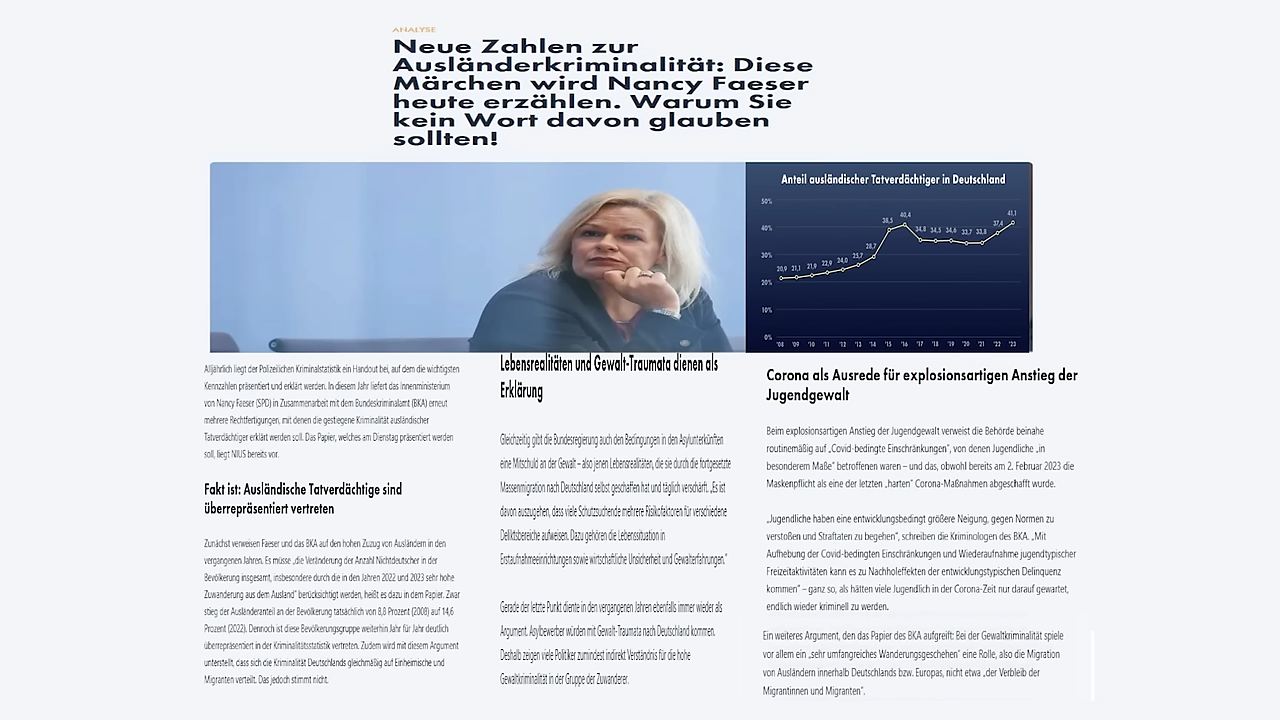 ANALYSE
Neue Zahlen zur
Ausländerkriminalität: Diese
Märchen wird Nancy Faeser
heute erzählen. Warum Sie
kein Wort davon glauben
sollten!
Anteil ausländischer Tatverdächtiger in Deutschland
50%
40%
30%
20%
10%
0%
20,9 21,1 21,9 22,9 24,0 25,7 28,7 38,5 40,4 34,8 34,5 34,6 33,7 33,8 37,4 41,1
'08 '09 '10 '11 '12 '13 '14 '15 '16 '17 '18 '19 '20 '21 '22 '23
Alljährlich liegt der Polizeilichen Kriminalstatistik ein Handout bei, auf dem die wichtigsten
Kennzahlen präsentiert und erklärt werden. In diesem Jahr liefert das Innenministerium
von Nancy Faeser (SPD) in Zusammenarbeit mit dem Bundeskriminalamt (BKA) erneut
mehrere Rechtfertigungen, mit denen die gestiegene Kriminalität ausländischer
Tatverdächtiger erklärt werden soll. Das Papier, welches am Dienstag präsentiert werden
soll, liegt NIUS bereits vor.
Fakt ist: Ausländische Tatverdächtige sind
überrepräsentiert vertreten
Zunächst verweisen Faeser und das BKA auf den hohen Zuzug von Ausländern in den
vergangenen Jahren. Es müsse „die Veränderung der Anzahl Nichtdeutscher in der
Bevölkerung insgesamt, insbesondere durch die in den Jahren 2022 und 2023 sehr hohe
Zuwanderung aus dem Ausland" berücksichtigt werden, heißt es dazu in dem Papier. Zwar
stieg der Ausländeranteil an der Bevölkerung tatsächlich von 8,8 Prozent (2008) auf 14,6
Prozent (2022). Dennoch ist diese Bevölkerungsgruppe weiterhin Jahr für Jahr deutlich
überrepräsentiert in der Kriminalitätsstatistik vertreten. Zudem wird mit diesem Argument
unterstellt, dass sich die Kriminalität Deutschlands gleichmäßig auf Einheimische und
Migranten verteilt. Das jedoch stimmt nicht.
Lebensrealitäten und Gewalt-Traumata dienen als
Erklärung
Gleichzeitig gibt die Bundesregierung auch den Bedingungen in den Asylunterkünften
eine Mitschuld an der Gewalt – also jenen Lebensrealitäten, die sie durch die fortgesetzte
Massenmigration nach Deutschland selbst geschaffen hat und täglich verschärft. „Es ist
davon auszugehen, dass viele Schutzsuchende mehrere Risikofaktoren für verschiedene
Deliktsbereiche aufweisen. Dazu gehören die Lebenssituation in
Erstaufnahmeeinrichtungen sowie wirtschaftliche Unsicherheit und Gewalterfahrungen."
Gerade der letzte Punkt diente in den vergangenen Jahren ebenfalls immer wieder als
Argument. Asylbewerber würden mit Gewalt-Traumata nach Deutschland kommen.
Deshalb zeigen viele Politiker zumindest indirekt Verständnis für die hohe
Gewaltkriminalität in der Gruppe der Zuwanderer.
Corona als Ausrede für explosionsartigen Anstieg der
Jugendgewalt
Beim explosionsartigen Anstieg der Jugendgewalt verweist die Behörde beinahe
routinemäßig auf „Covid-bedingte Einschränkungen", von denen Jugendliche „in
besonderem Maße" betroffenen waren – und das, obwohl bereits am 2. Februar 2023 die
Maskenpflicht als eine der letzten „harten" Corona-Maßnahmen abgeschafft wurde.
„Jugendliche haben eine entwicklungsbedingt größere Neigung, gegen Normen zu
verstoßen und Straftaten zu begehen", schreiben die Kriminologen des BKA. „Mit
Aufhebung der Covid-bedingten Einschränkungen und Wiederaufnahme jugendtypischer
Freizeitaktivitäten kann es zu Nachholeffekten der entwicklungstypischen Delinquenz
kommen" – ganz so, als hätten viele Jugendlich in der Corona-Zeit nur darauf gewartet,
endlich wieder kriminell zu werden.
Ein weiteres Argument, den das Papier des BKA aufgreift: Bei der Gewaltkriminalität spiele
vor allem ein „sehr umfangreiches Wanderungsgeschehen" eine Rolle, also die Migration
von Ausländern innerhalb Deutschlands bzw. Europas, nicht etwa „der Verbleib der
Migrantinnen und Migranten".